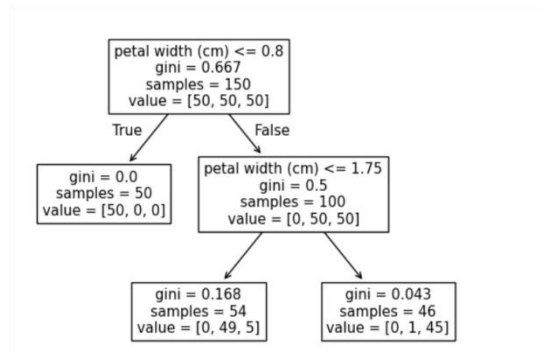 petal width (cm) <= 0.8
gini = 0.667
samples = 150
value = [50, 50, 50]
True
False
gini = 0.0
samples = 50
value = [50, 0, 0]
petal width (cm) <= 1.75
gini = 0.5
samples = 100
value = [0, 50, 50]
gini = 0.168
samples = 54
value = [0, 49, 5]
gini = 0.043
samples = 46
value = [0, 1, 45]